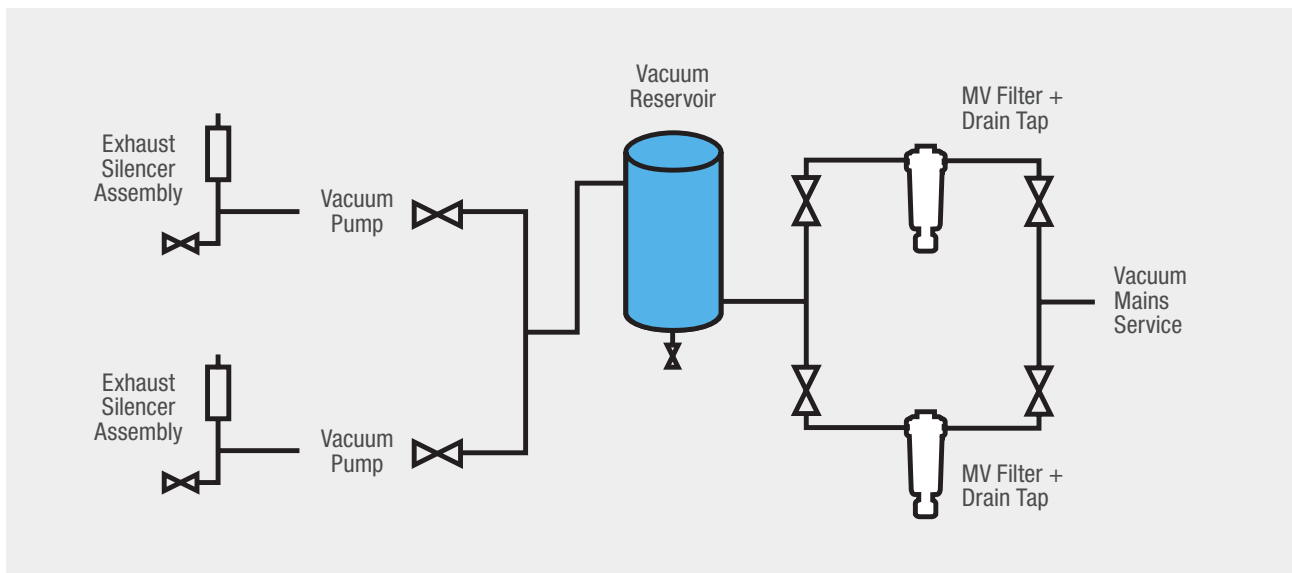 Vacuum
Reservoir
MV Filter +
Drain Tap
Exhaust
Silencer
Assembly
Vacuum
Pump
Vacuum
Mains
Service
Exhaust
Silencer
Assembly
Vacuum
Pump
MV Filter +
Drain Tap